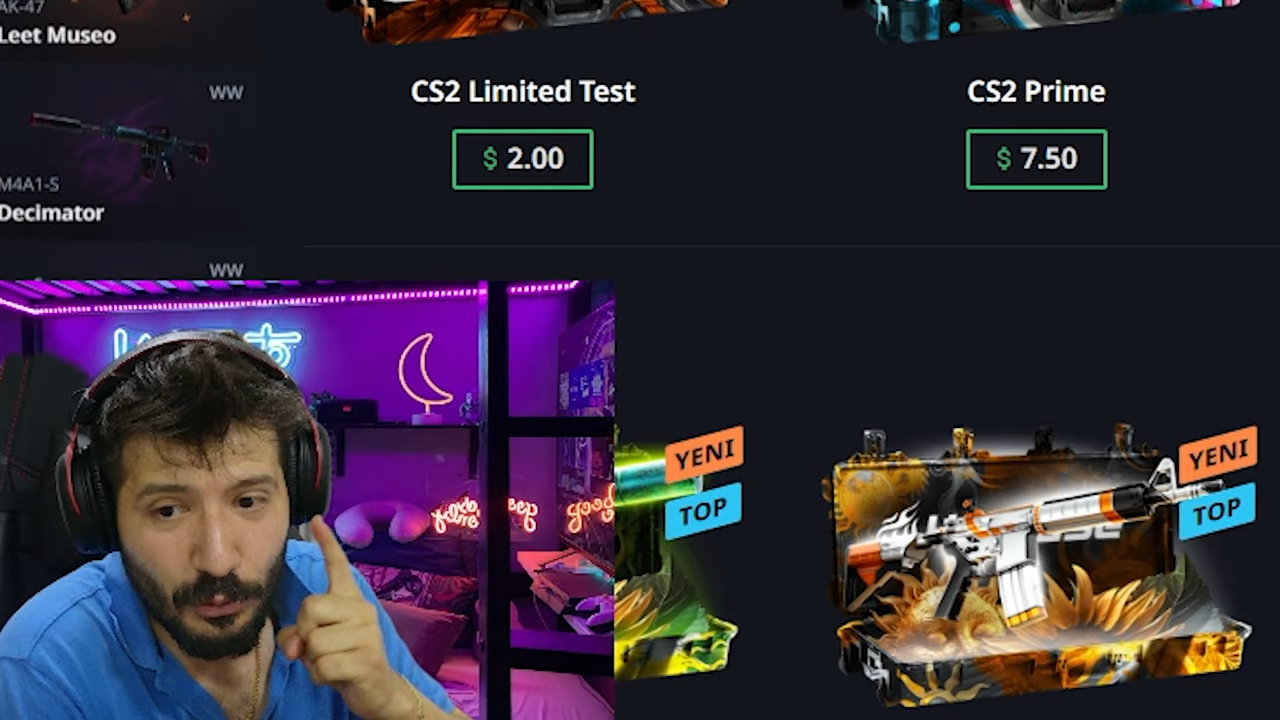 AK-47
Leet Museo
WW
M4A1-S
Decimator
WW
CS2 Limited Test
$ 2.00
CS2 Prime
$ 7.50
YENI
TOP
YENI
TOP